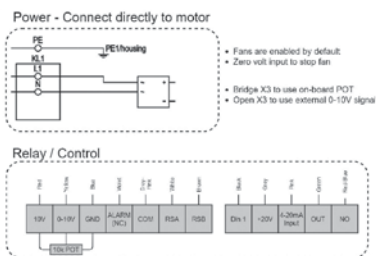 Power - Connect directly to motor
PE
PE1/housing
KL1
L1
N
• Fans are enabled by default
• Zero volt input to stop fan
• Bridge X3 to use on-board POT
• Open X3 to use external 0-10V signal
Relay / Control
Red
Yellow
Blue
Violet
White
Brown
Black
Grey
Green
10V
0-10V
GND
ALARM (NC)
COM
RSA
RSB
Din 1
+20V
4-20mA Input
OUT
NO
10k POT